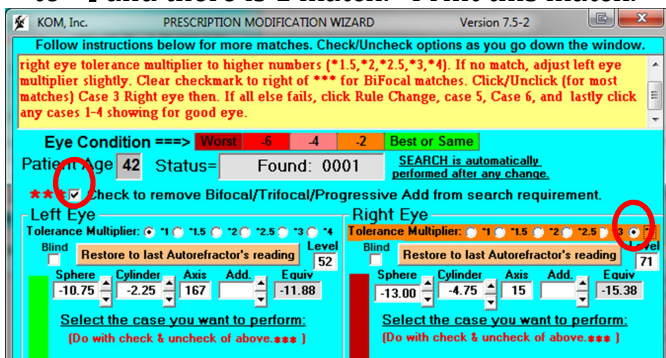 KOM, Inc. PRESCRIPTION MODIFICATION WIZARD Version 7.5-2
Follow instructions below for more matches. Check/Uncheck options as you go down the window.
right eye tolerance multiplier to higher numbers (*1.5,*2,*2.5,*3,*4). If no match, adjust left eye
multiplier slightly. Clear checkmark to right of *** for BiFocal matches. Click/Unclick (for most
matches) Case 3 Right eye then. If all else fails, click Rule Change, case 5, Case 6, and lastly click
any cases 1-4 showing for good eye.
Eye Condition ===> Worst -6 -4 -2 Best or Same
Patient Age 42 Status= Found: 0001 SEARCH is automatically
performed after any change.
*** Check to remove Bifocal/Trifocal/Progressive Add from search requirement.
Left Eye Right Eye
Tolerance Multiplier: *1 *1.5 *2 *2.5 *3 *4 Tolerance Multiplier: *1 *1.5 *2 *2.5 *3
Blind Restore to last Autorefractor's reading Level Blind Restore to last Autorefractor's reading
52 71
Sphere Cylinder Axis Add. Equiv Sphere Cylinder Axis Add. Equiv
-10.75 -2.25 167 -11.88 -13.00 -4.75 15 -15.38
Select the case you want to perform: Select the case you want to perform:
(Do with check & uncheck of above.*** ) (Do with check & uncheck of above.*** )